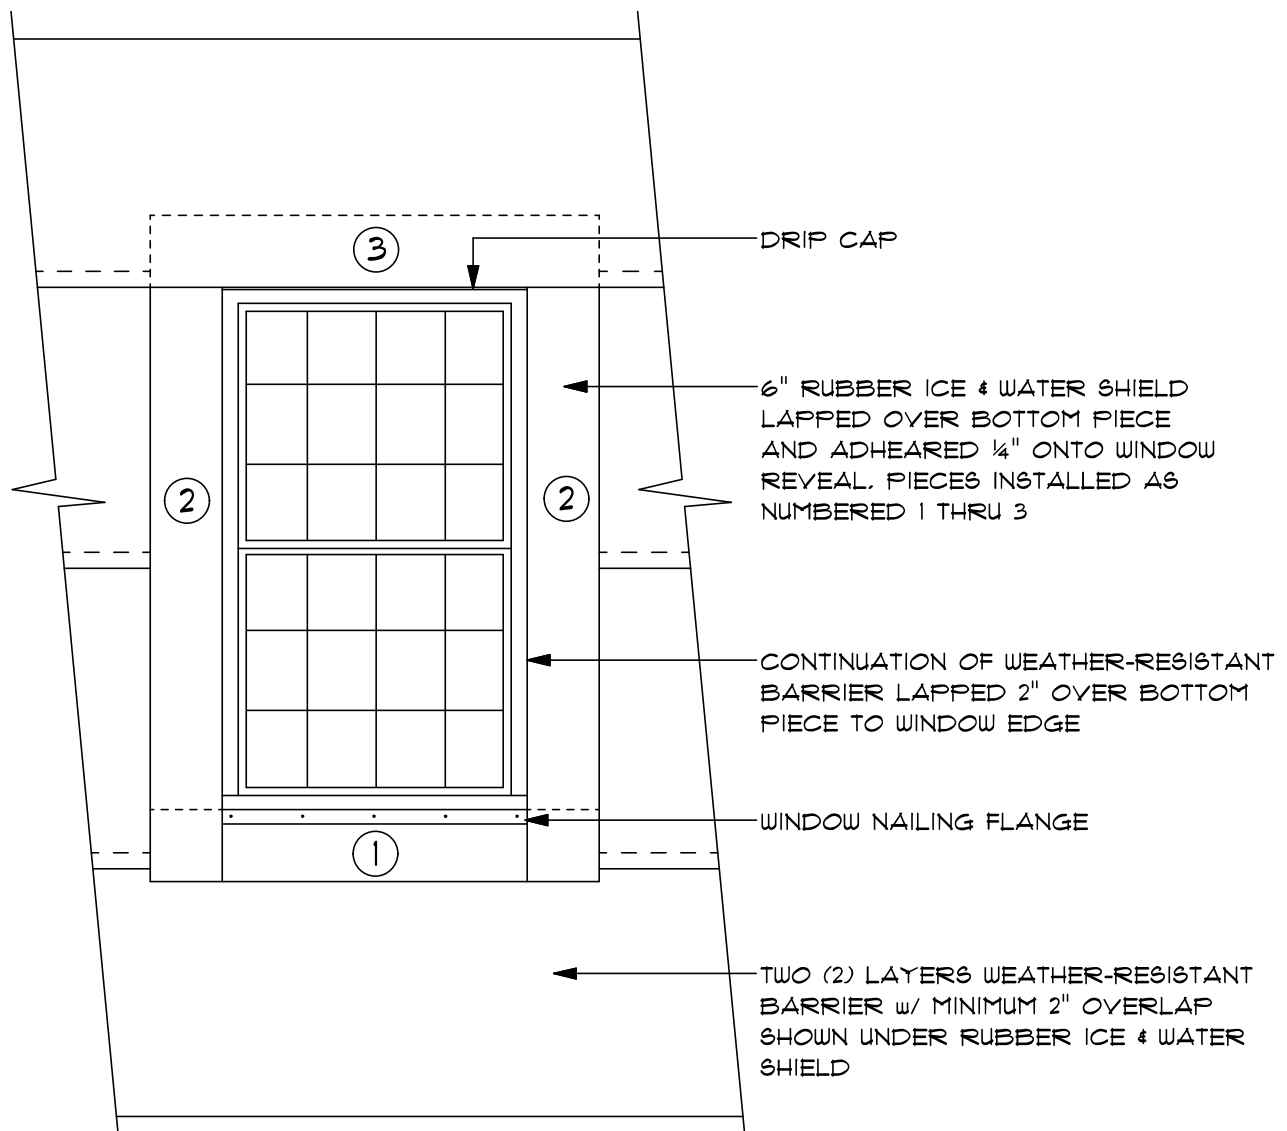 3
DRIP CAP
6" RUBBER ICE & WATER SHIELD
LAPPED OVER BOTTOM PIECE
AND ADHEARED ¼" ONTO WINDOW
REVEAL. PIECES INSTALLED AS
NUMBERED 1 THRU 3
2
2
CONTINUATION OF WEATHER-RESISTANT
BARRIER LAPPED 2" OVER BOTTOM
PIECE TO WINDOW EDGE
WINDOW NAILING FLANGE
1
TWO (2) LAYERS WEATHER-RESISTANT
BARRIER w/ MINIMUM 2" OVERLAP
SHOWN UNDER RUBBER ICE & WATER
SHIELD